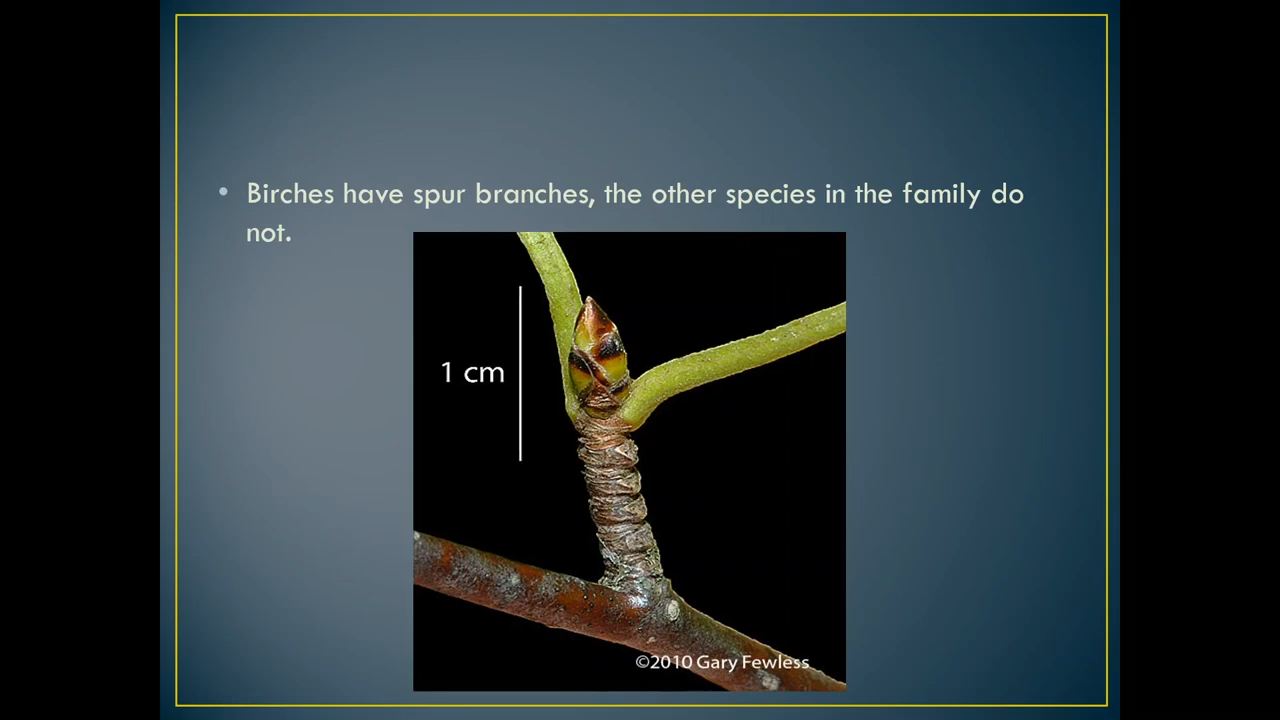 • Birches have spur branches, the other species in the family do
not.
1 cm
©2010 Gary Fewless